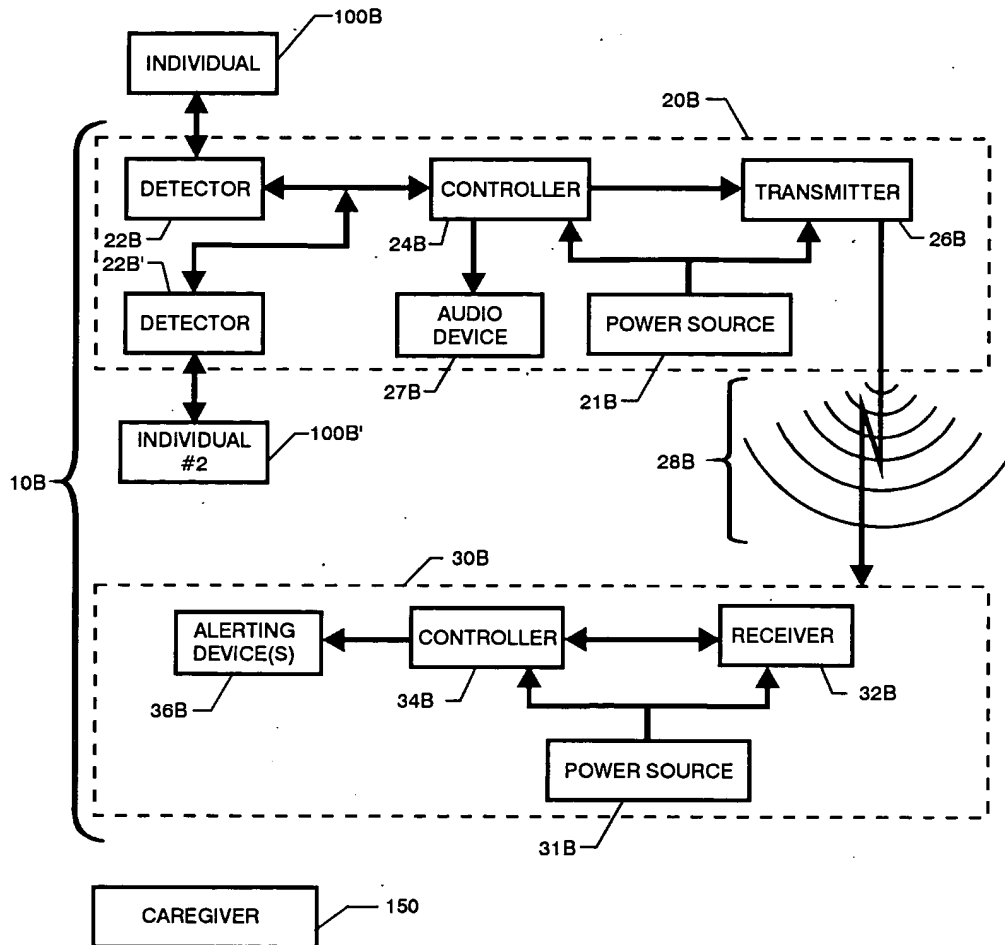 100B
INDIVIDUAL
20B
DETECTOR
CONTROLLER
TRANSMITTER
22B
24B
26B
22B'
DETECTOR
AUDIO
DEVICE
POWER SOURCE
27B
21B
INDIVIDUAL
#2
100B'
28B
10B
30B
ALERTING
DEVICE(S)
CONTROLLER
RECEIVER
36B
34B
32B
POWER SOURCE
31B
CAREGIVER
150